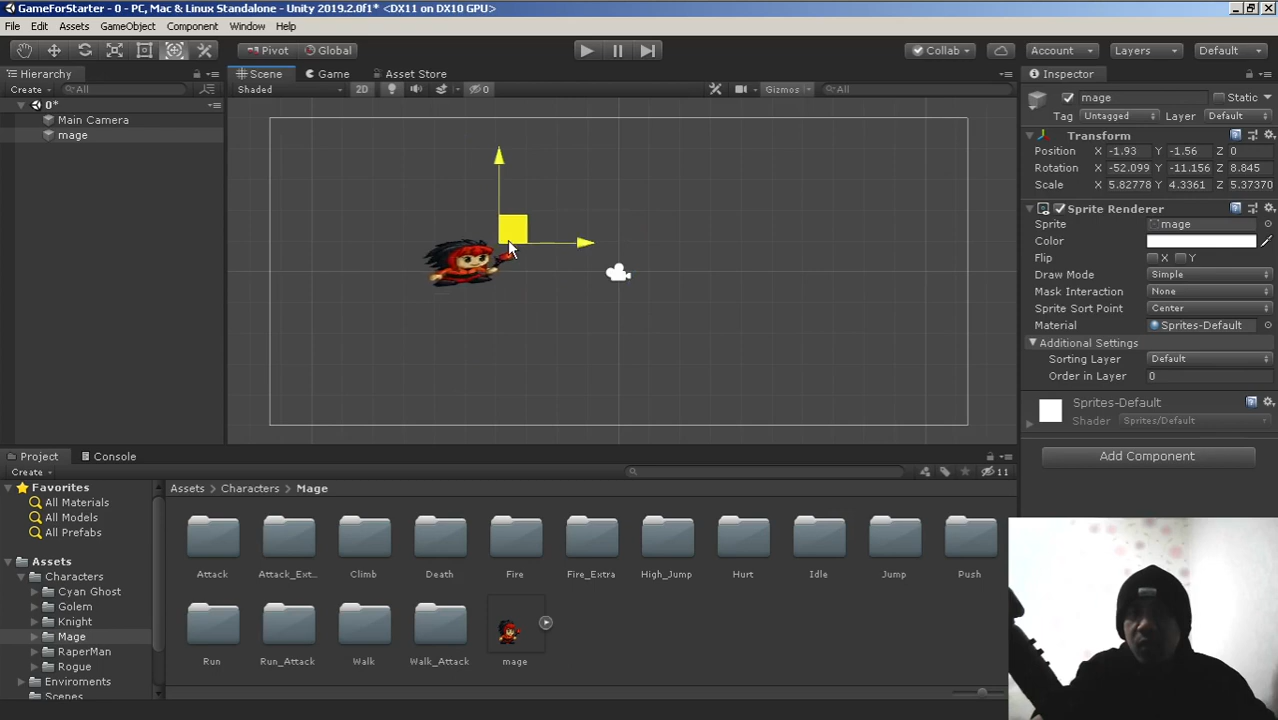 GameForStarter - 0 - PC, Mac & Linux Standalone - Unity 2019.2.0f1* <DX11 on DX10 GPU>
File Edit Assets GameObject Component Window Help
Pivot Global Collab Account Layers Default
Hierarchy
Create All
0*
Main Camera
mage
Scene Game Asset Store
Shaded 2D 0 Gizmos All
Inspector
mage Static
Tag Untagged Layer Default
Transform
Position X -1.93 Y -1.56 Z 0
Rotation X -52.099 Y -11.156 Z 8.845
Scale X 5.82778 Y 4.3361 Z 5.37370
Sprite Renderer
Sprite mage
Color
Flip X Y
Draw Mode Simple
Mask Interaction None
Sprite Sort Point Center
Material Sprites-Default
Additional Settings
Sorting Layer Default
Order in Layer 0
Sprites-Default
Shader Sprites/Default
Add Component
Project Console
Create 11
Favorites
All Materials
All Models
All Prefabs
Assets
Characters
Cyan Ghost
Golem
Knight
Mage
RaperMan
Rogue
Enviroments
Scenes
Assets > Characters > Mage
Attack Attack_Ext... Climb Death Fire Fire_Extra High_Jump Hurt Idle Jump Push
Run Run_Attack Walk Walk_Attack mage